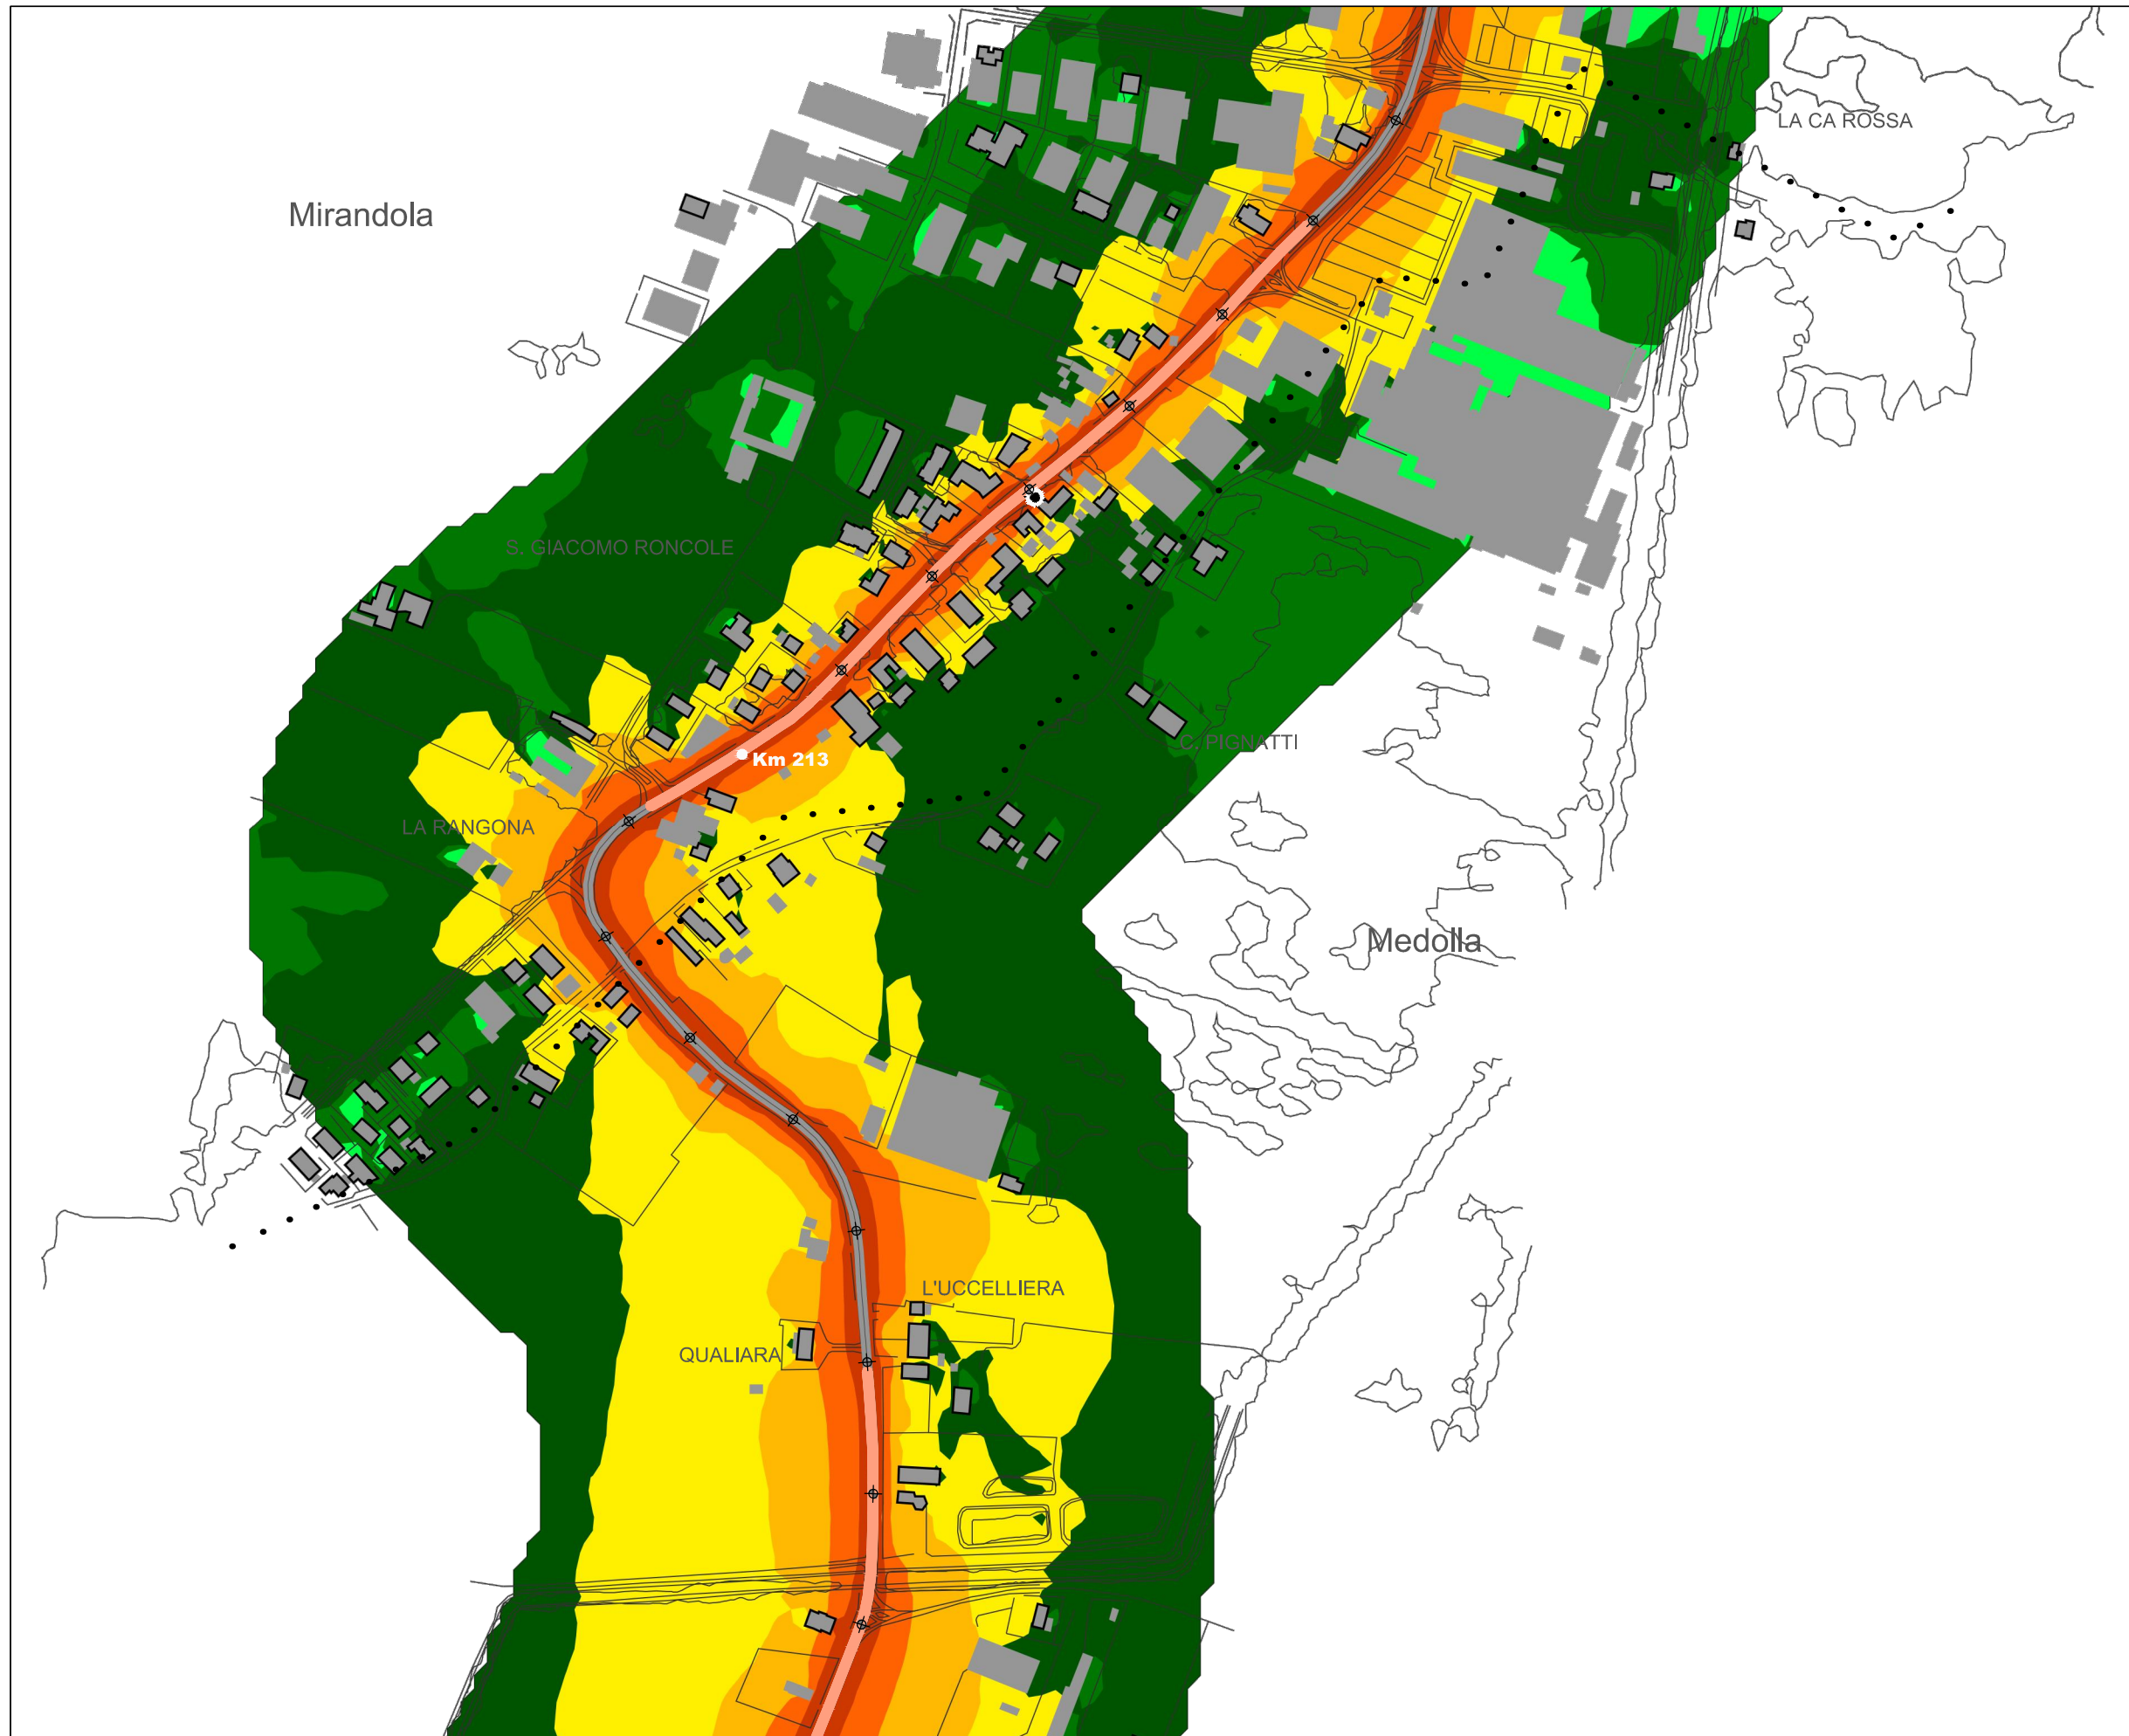 LA CA ROSSA
Mirandola
S. GIACOMO RONCOLE
C. PIGNATTI
Km 213
LA RANGONA
Medolla
L'UCCELLIERA
QUALIARA